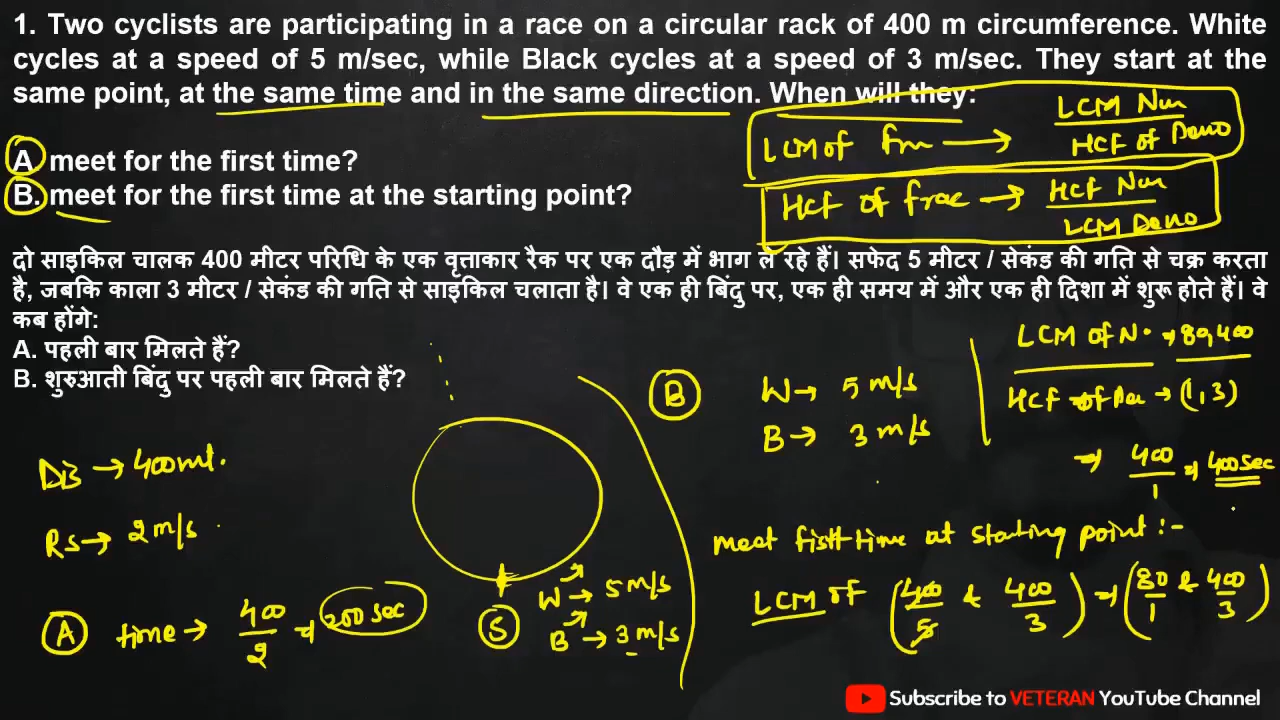 1. Two cyclists are participating in a race on a circular rack of 400 m circumference. White
cycles at a speed of 5 m/sec, while Black cycles at a speed of 3 m/sec. They start at the
same point, at the same time and in the same direction. When will they:
LCM Num
LCM of frac →
HCF of Deno
A. meet for the first time?
B. meet for the first time at the starting point?
HCF of frac → HCF Num
LCM Deno
दो साइकिल चालक 400 मीटर परिधि के एक वृत्ताकार रैक पर एक दौड़ में भाग ले रहे हैं। सफेद 5 मीटर / सेकंड की गति से चक्र करता
है, जबकि काला 3 मीटर / सेकंड की गति से साइकिल चलाता है। वे एक ही बिंदु पर, एक ही समय में और एक ही दिशा में शुरू होते हैं। वे
कब होंगे:
A. पहली बार मिलते हैं?
B. शुरुआती बिंदु पर पहली बार मिलते हैं?
Dis → 400mt.
RS → 2 m/s
A time → 400/2 ⇒ 200 sec
S
W → 5 m/s
B → 3 m/s
B
W → 5 m/s
B → 3 m/s
LCM of N. ⇒ 80,400
HCF of De → (1,3)
⇒ 400/1 ⇒ 400sec
meet first time at starting point:-
LCM of (400/5 & 400/3) ⇒ (80/1 & 400/3)
Subscribe to VETERAN YouTube Channel